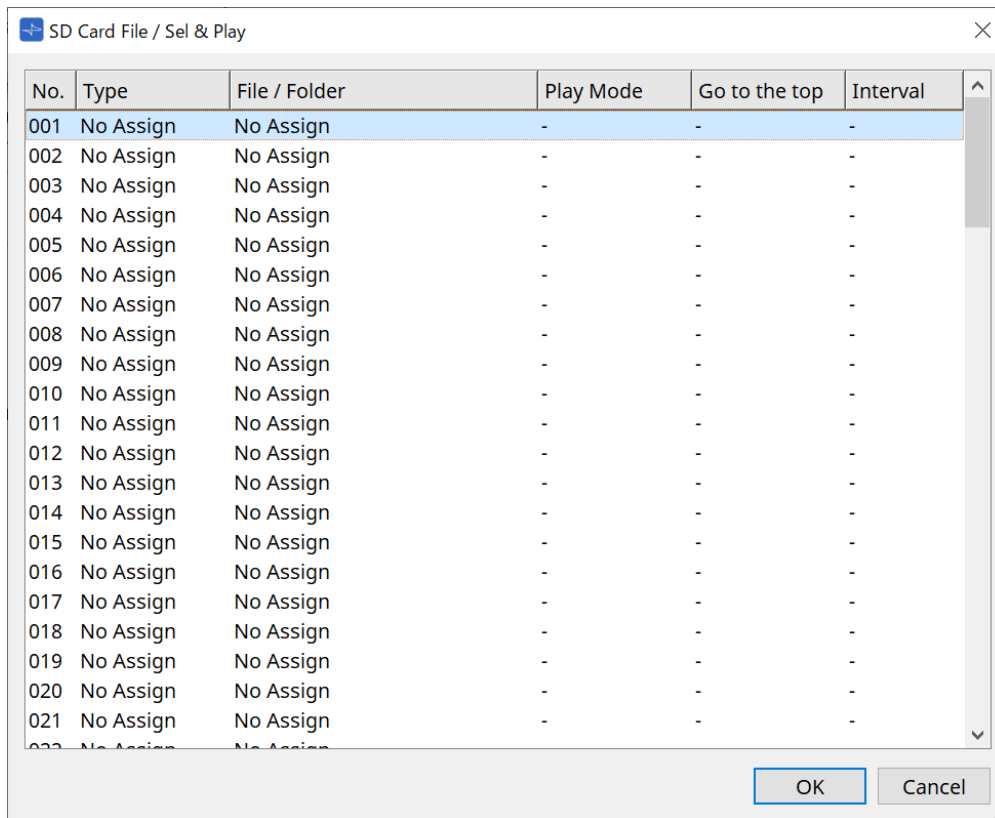 SD Card File / Sel & Play
No. Type File / Folder Play Mode Go to the top Interval
001 No Assign No Assign - - -
002 No Assign No Assign - - -
003 No Assign No Assign - - -
004 No Assign No Assign - - -
005 No Assign No Assign - - -
006 No Assign No Assign - - -
007 No Assign No Assign - - -
008 No Assign No Assign - - -
009 No Assign No Assign - - -
010 No Assign No Assign - - -
011 No Assign No Assign - - -
012 No Assign No Assign - - -
013 No Assign No Assign - - -
014 No Assign No Assign - - -
015 No Assign No Assign - - -
016 No Assign No Assign - - -
017 No Assign No Assign - - -
018 No Assign No Assign - - -
019 No Assign No Assign - - -
020 No Assign No Assign - - -
021 No Assign No Assign - - -
022 No Assign No Assign
OK Cancel